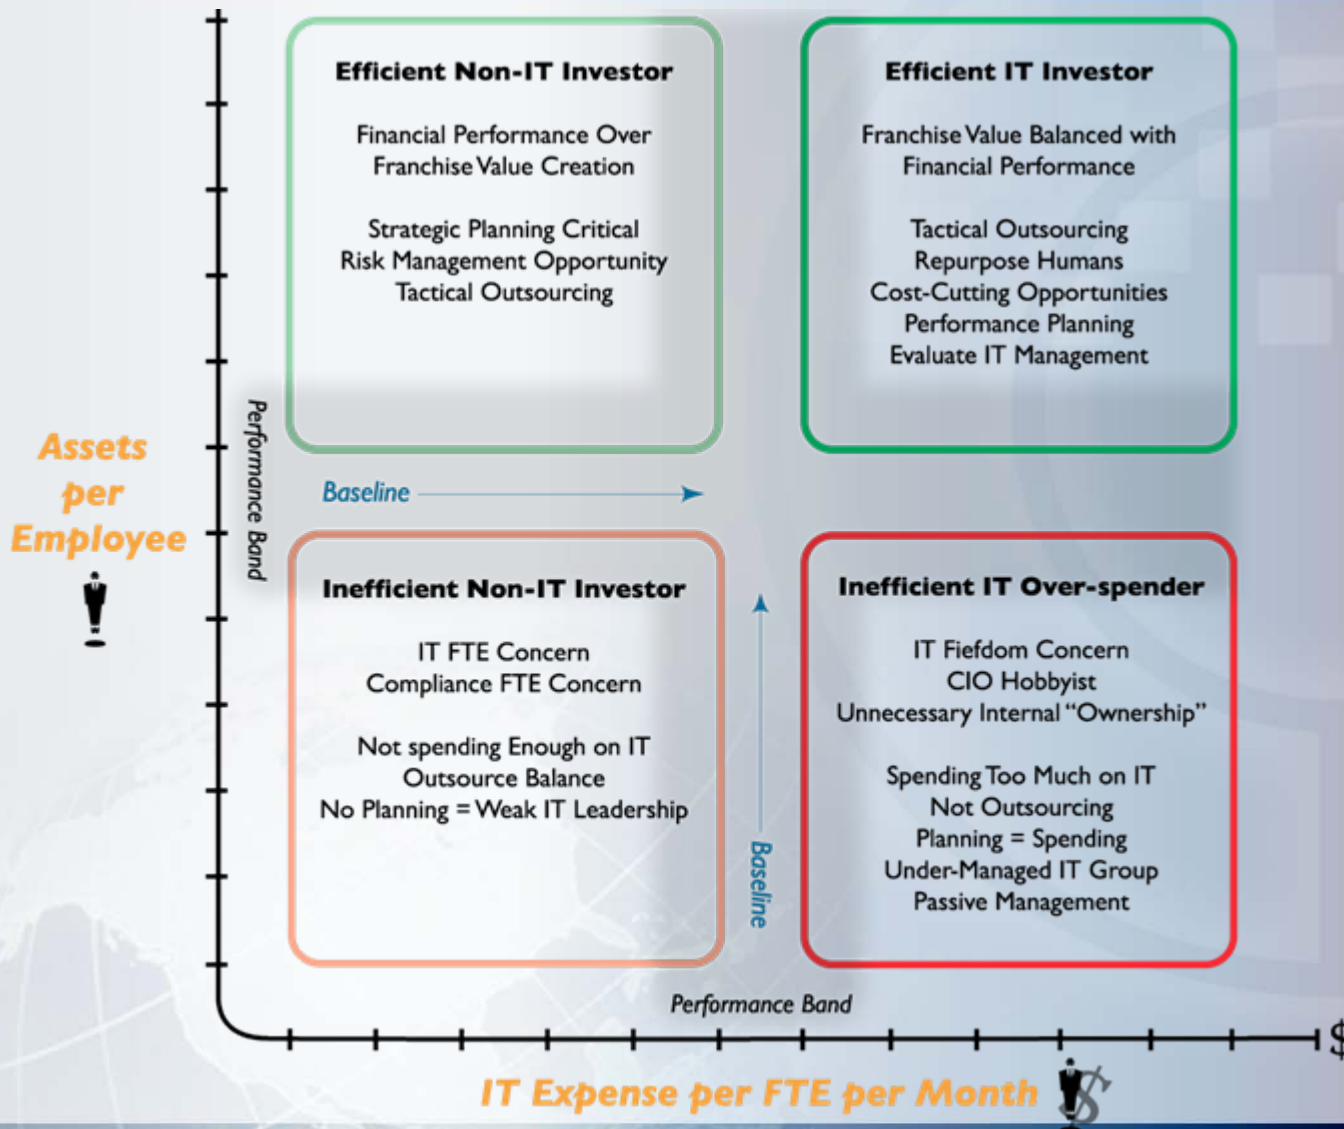 Efficient Non-IT Investor
Financial Performance Over
Franchise Value Creation
Strategic Planning Critical
Risk Management Opportunity
Tactical Outsourcing
Efficient IT Investor
Franchise Value Balanced with
Financial Performance
Tactical Outsourcing
Repurpose Humans
Cost-Cutting Opportunities
Performance Planning
Evaluate IT Management
Assets
per
Employee
Performance Band
Baseline
Inefficient Non-IT Investor
IT FTE Concern
Compliance FTE Concern
Not spending Enough on IT
Outsource Balance
No Planning = Weak IT Leadership
Baseline
Inefficient IT Over-spender
IT Fiefdom Concern
CIO Hobbyist
Unnecessary Internal “Ownership”
Spending Too Much on IT
Not Outsourcing
Planning = Spending
Under-Managed IT Group
Passive Management
Performance Band
$
IT Expense per FTE per Month
$